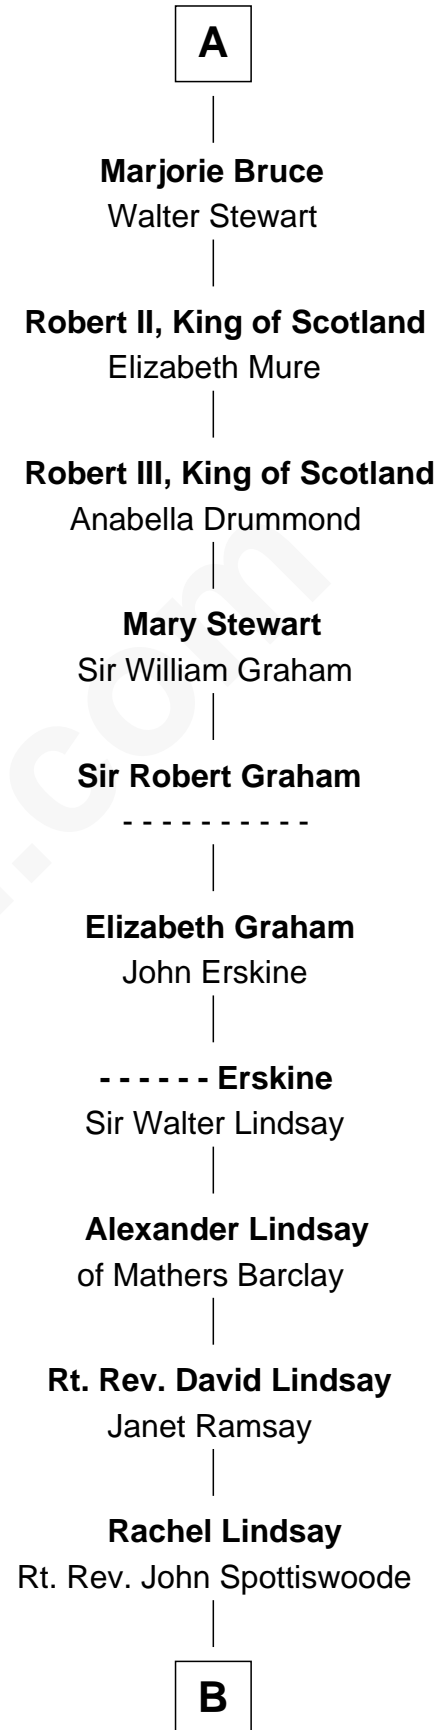 A
Marjorie Bruce
Walter Stewart
Robert II, King of Scotland
Elizabeth Mure
Robert III, King of Scotland
Anabella Drummond
Mary Stewart
Sir William Graham
Sir Robert Graham
- - - - - - - - - -
Elizabeth Graham
John Erskine
- - - - - - Erskine
Sir Walter Lindsay
Alexander Lindsay
of Mathers Barclay
Rt. Rev. David Lindsay
Janet Ramsay
Rachel Lindsay
Rt. Rev. John Spottiswoode
B